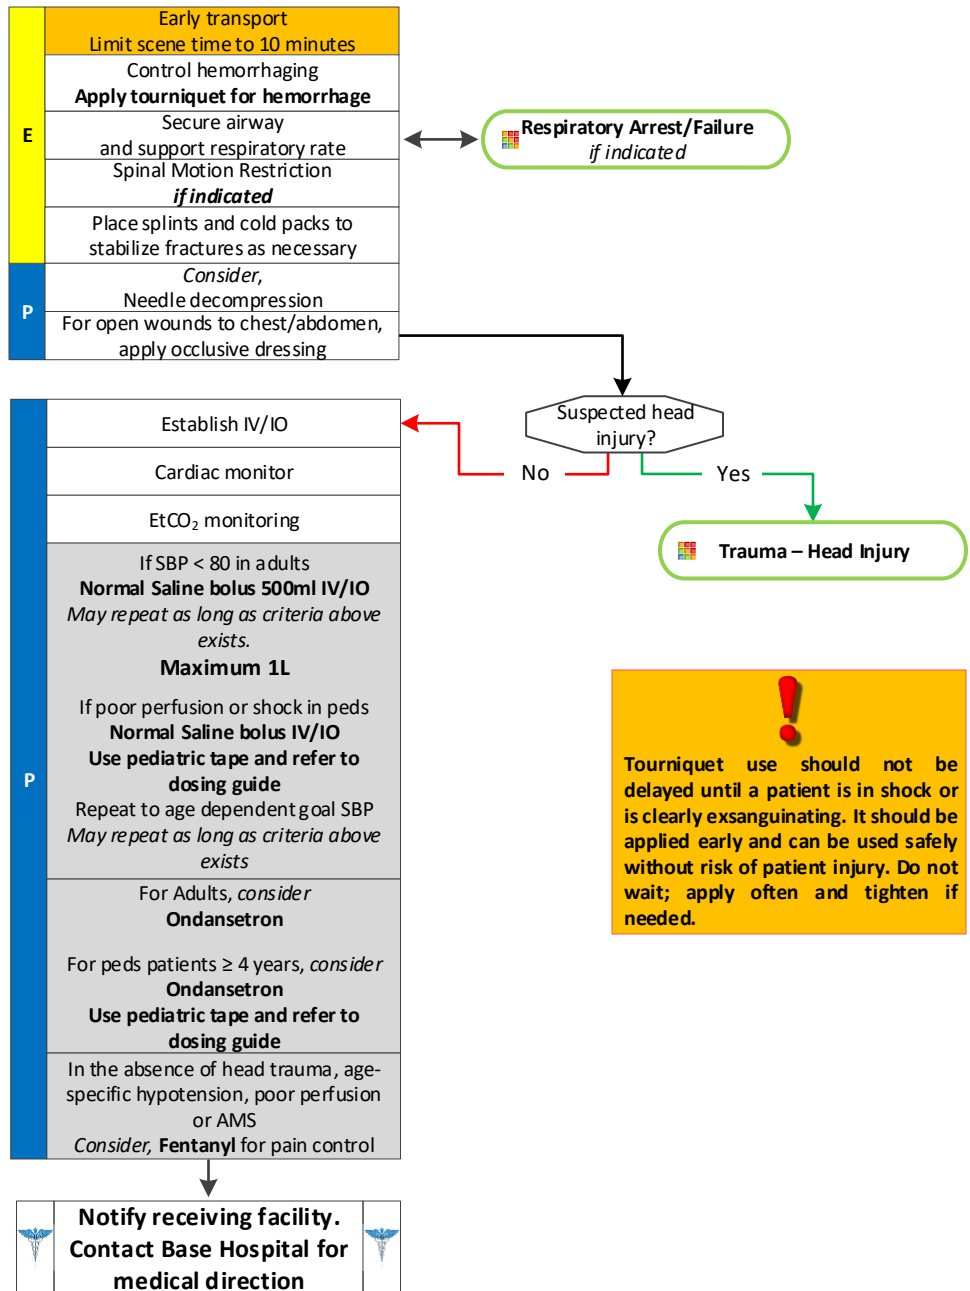 Early transport
Limit scene time to 10 minutes
Control hemorrhaging
Apply tourniquet for hemorrhage
E
Secure airway
and support respiratory rate
Respiratory Arrest/Failure
if indicated
Spinal Motion Restriction
if indicated
Place splints and cold packs to
stabilize fractures as necessary
P
Consider,
Needle decompression
For open wounds to chest/abdomen,
apply occlusive dressing
Suspected head
injury?
No
Yes
Trauma – Head Injury
P
Establish IV/IO
Cardiac monitor
EtCO₂ monitoring
If SBP < 80 in adults
Normal Saline bolus 500ml IV/IO
May repeat as long as criteria above
exists.
Maximum 1L
If poor perfusion or shock in peds
Normal Saline bolus IV/IO
Use pediatric tape and refer to
dosing guide
Repeat to age dependent goal SBP
May repeat as long as criteria above
exists
For Adults, consider
Ondansetron
For peds patients ≥ 4 years, consider
Ondansetron
Use pediatric tape and refer to
dosing guide
In the absence of head trauma, age-
specific hypotension, poor perfusion
or AMS
Consider, Fentanyl for pain control
Tourniquet use should not be
delayed until a patient is in shock or
is clearly exsanguinating. It should be
applied early and can be used safely
without risk of patient injury. Do not
wait; apply often and tighten if
needed.
Notify receiving facility.
Contact Base Hospital for
medical direction